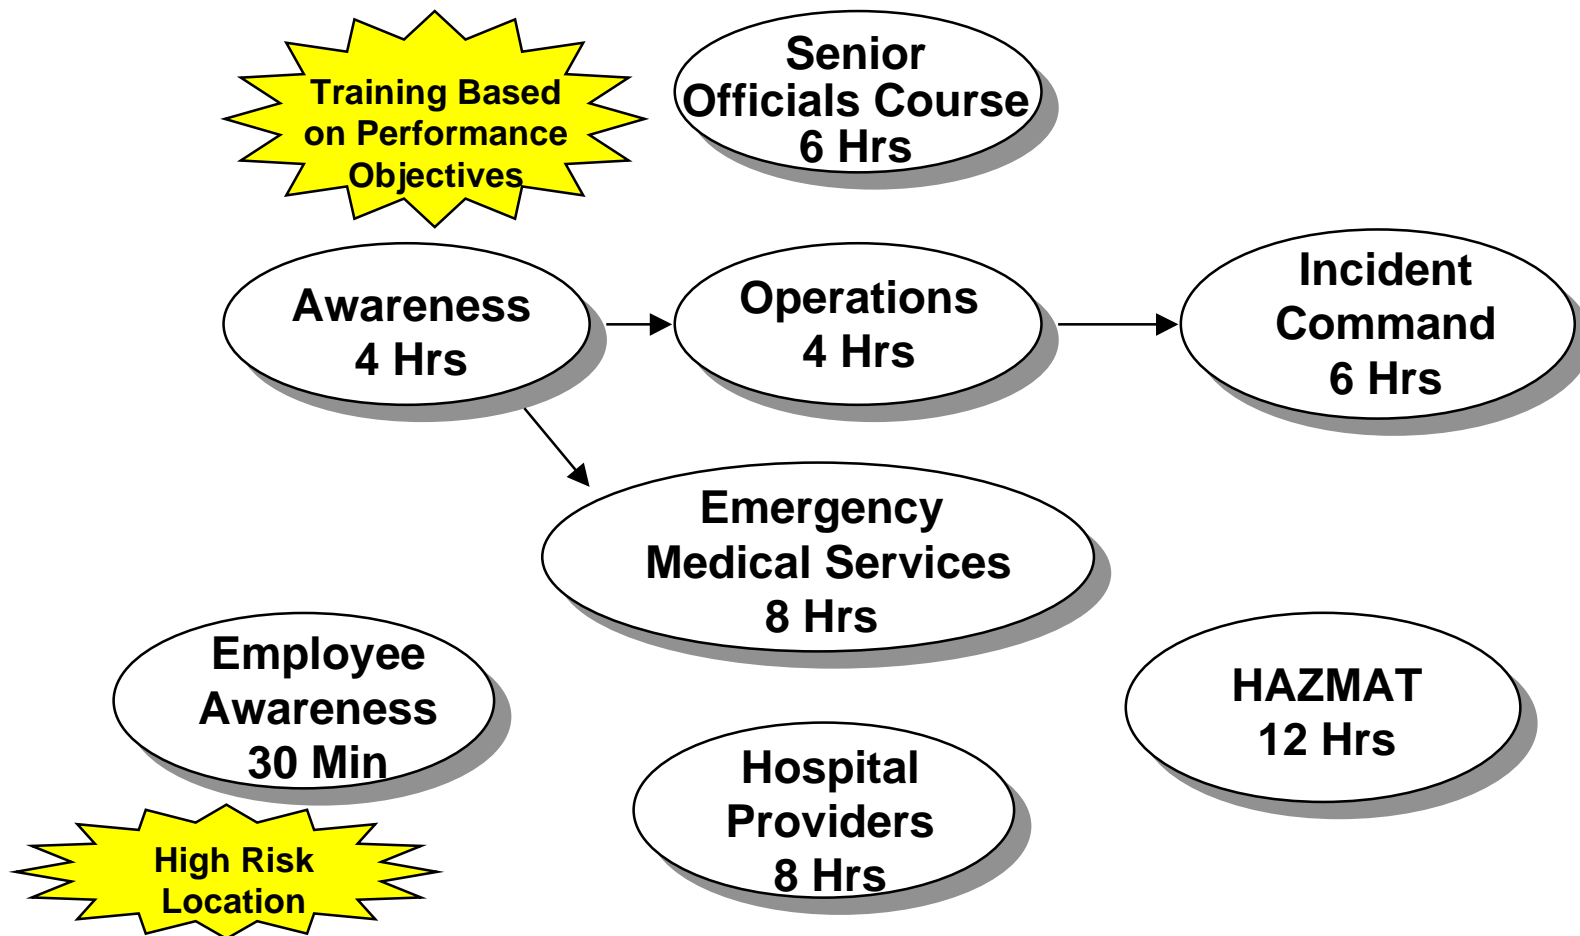 Training Based
on Performance
Objectives
Senior
Officials Course
6 Hrs
Awareness
4 Hrs
Operations
4 Hrs
Incident
Command
6 Hrs
Emergency
Medical Services
8 Hrs
Employee
Awareness
30 Min
HAZMAT
12 Hrs
Hospital
Providers
8 Hrs
High Risk
Location